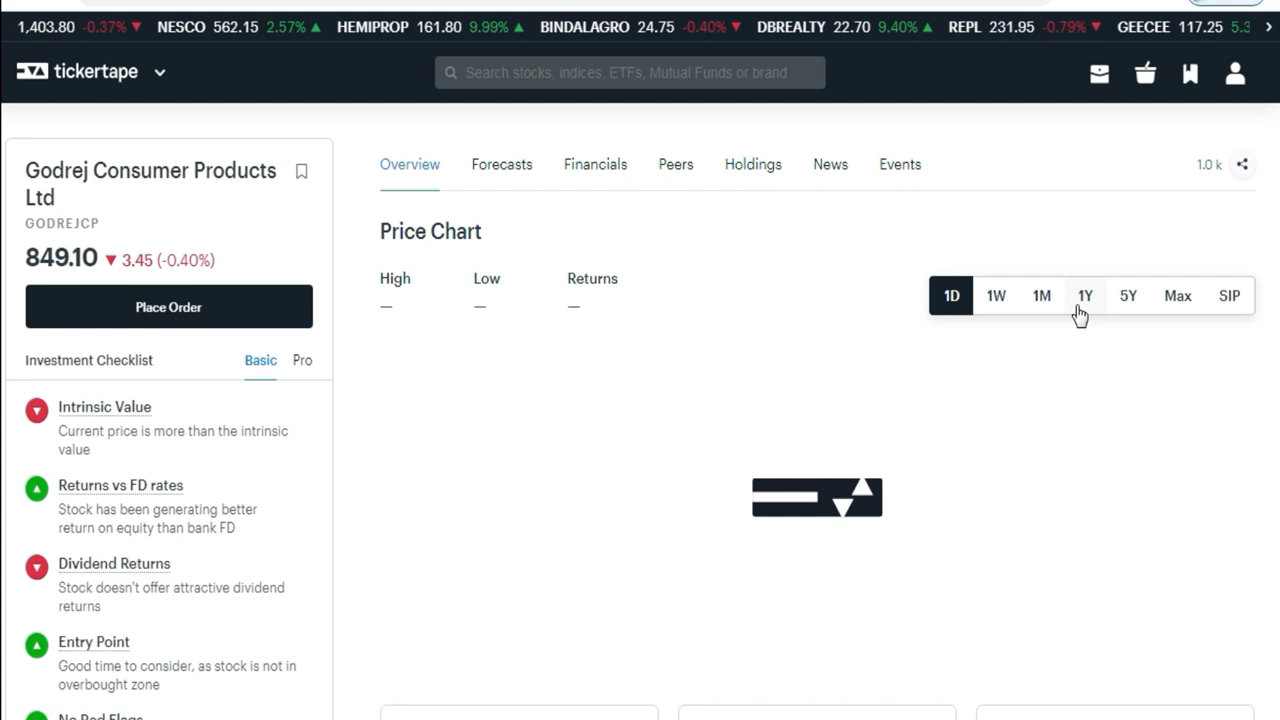 1,403.80 -0.37% ▼ NESCO 562.15 2.57% ▲ HEMIPROP 161.80 9.99% ▲ BINDALAGRO 24.75 -0.40% ▼ DBREALTY 22.70 9.40% ▲ REPL 231.95 -0.79% ▼ GEECEE 117.25 5.3
tickertape
Search stocks, indices, ETFs, Mutual Funds or brand
Godrej Consumer Products
Ltd
GODREJCP
849.10 ▼ 3.45 (-0.40%)
Place Order
Investment Checklist Basic Pro
Intrinsic Value
Current price is more than the intrinsic
value
Returns vs FD rates
Stock has been generating better
return on equity than bank FD
Dividend Returns
Stock doesn't offer attractive dividend
returns
Entry Point
Good time to consider, as stock is not in
overbought zone
No Red Flags
Overview Forecasts Financials Peers Holdings News Events 1.0 k
Price Chart
High Low Returns
— — —
1D 1W 1M 1Y 5Y Max SIP